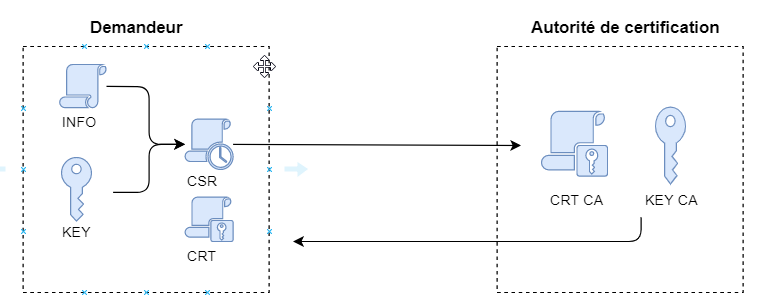 Demandeur
Autorité de certification
INFO
KEY
CSR
CRT
CRT CA
KEY CA